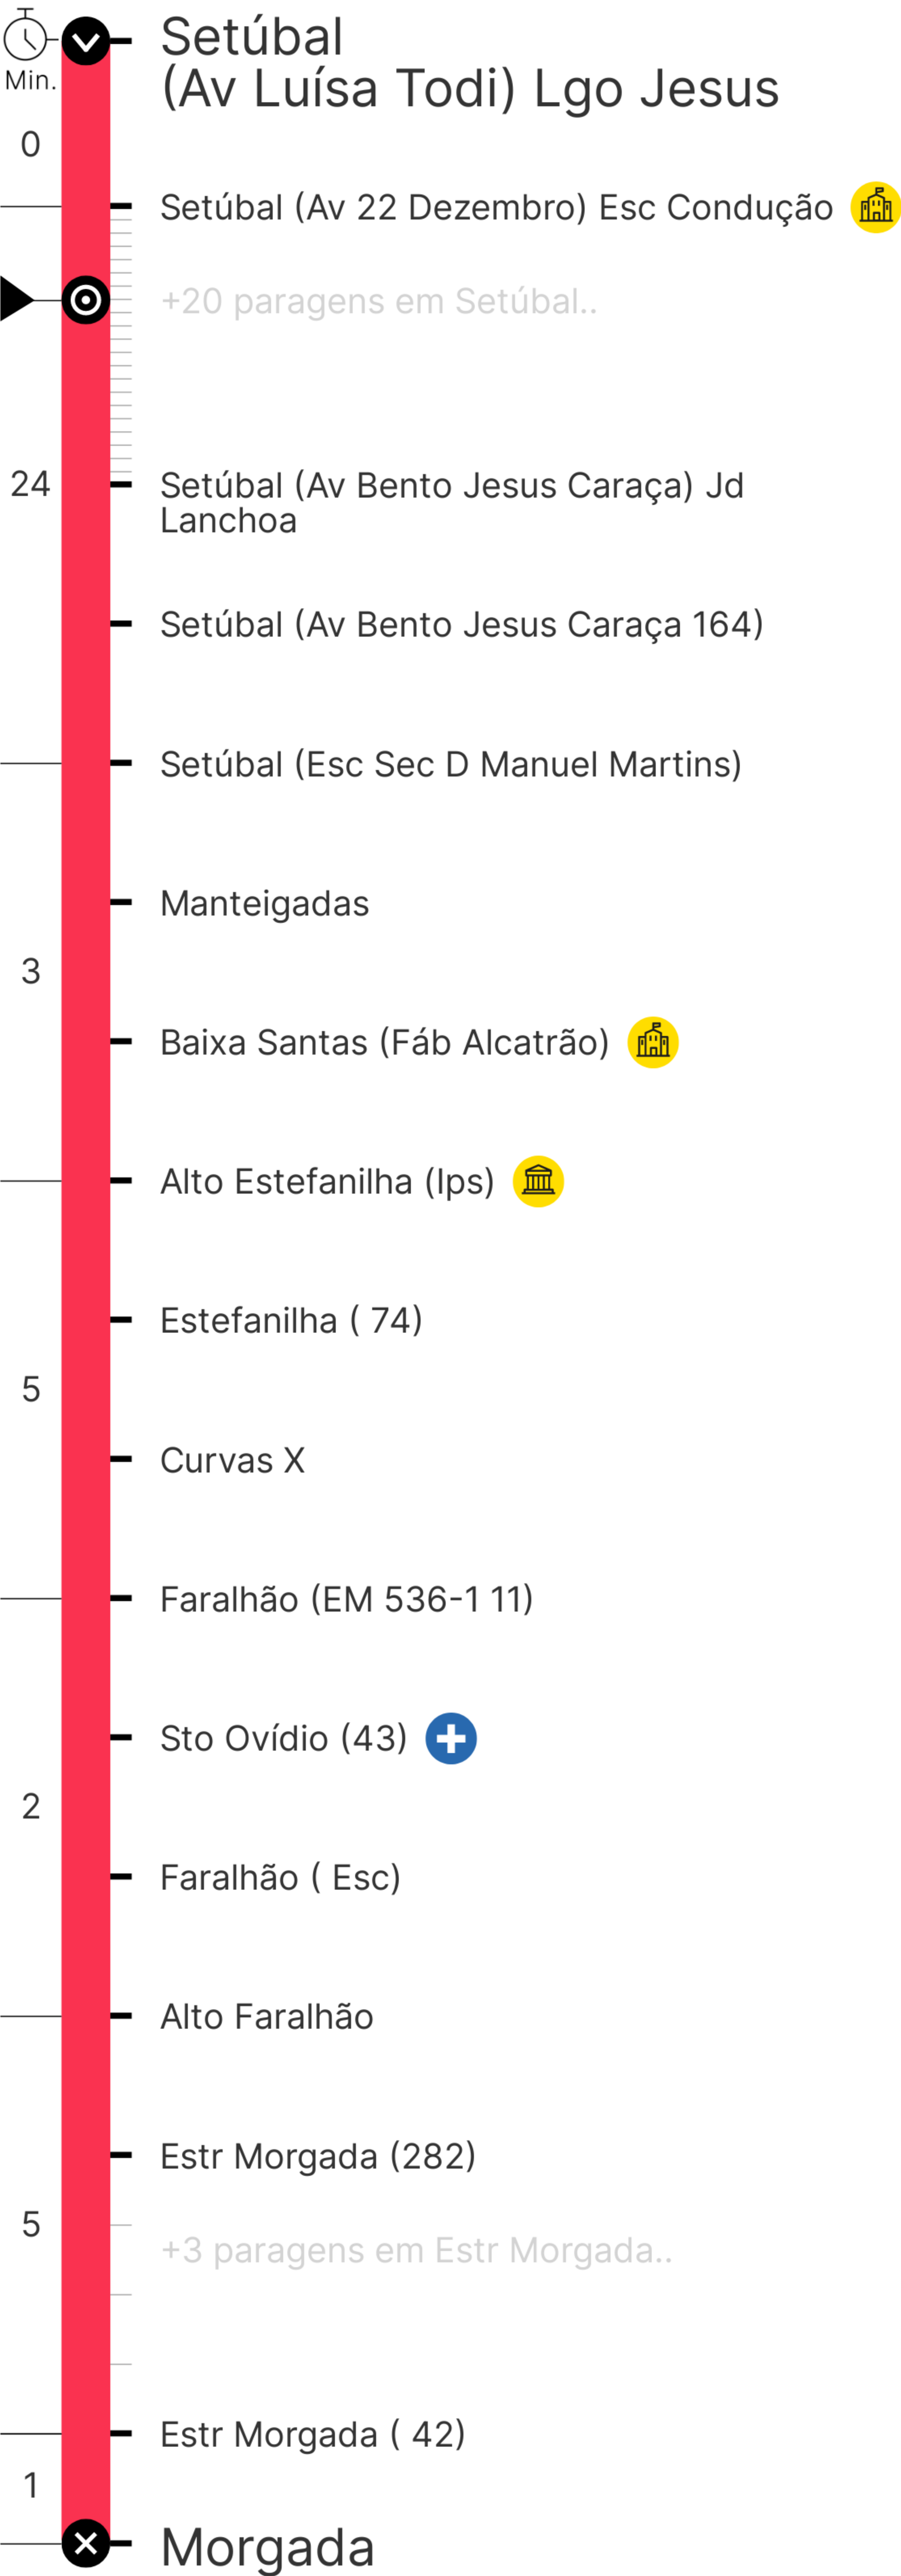 Setúbal
(Av Luísa Todi) Lgo Jesus
Min.
0
Setúbal (Av 22 Dezembro) Esc Condução
+20 paragens em Setúbal..
24
Setúbal (Av Bento Jesus Caraça) Jd
Lanchoa
Setúbal (Av Bento Jesus Caraça 164)
Setúbal (Esc Sec D Manuel Martins)
Manteigadas
3
Baixa Santas (Fáb Alcatrão)
Alto Estefanilha (Ips)
Estefanilha ( 74)
5
Curvas X
Faralhão (EM 536-1 11)
Sto Ovídio (43)
2
Faralhão ( Esc)
Alto Faralhão
Estr Morgada (282)
5
+3 paragens em Estr Morgada..
Estr Morgada ( 42)
1
Morgada